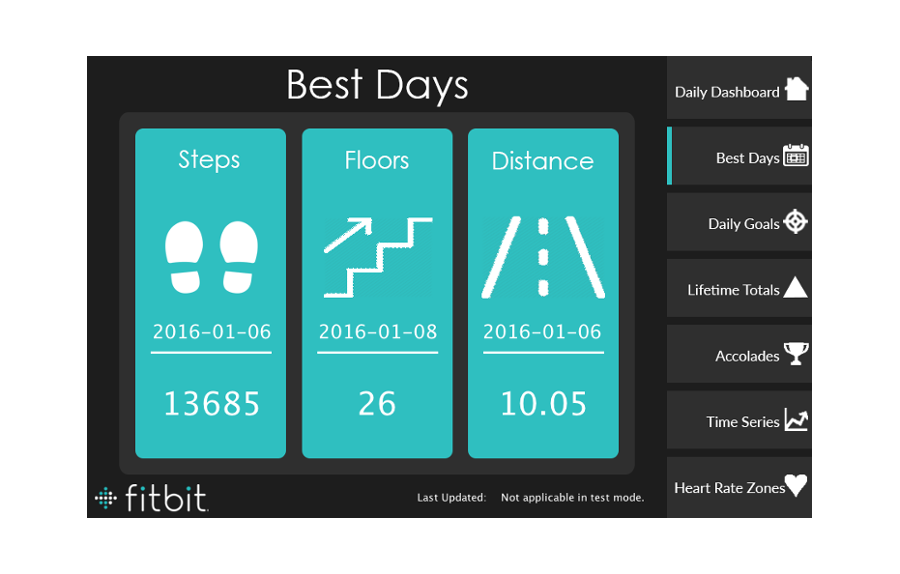 Best Days
Steps
2016-01-06
13685
Floors
2016-01-08
26
Distance
2016-01-06
10.05
fitbit
Last Updated: Not applicable in test mode.
Daily Dashboard
Best Days
Daily Goals
Lifetime Totals
Accolades
Time Series
Heart Rate Zones